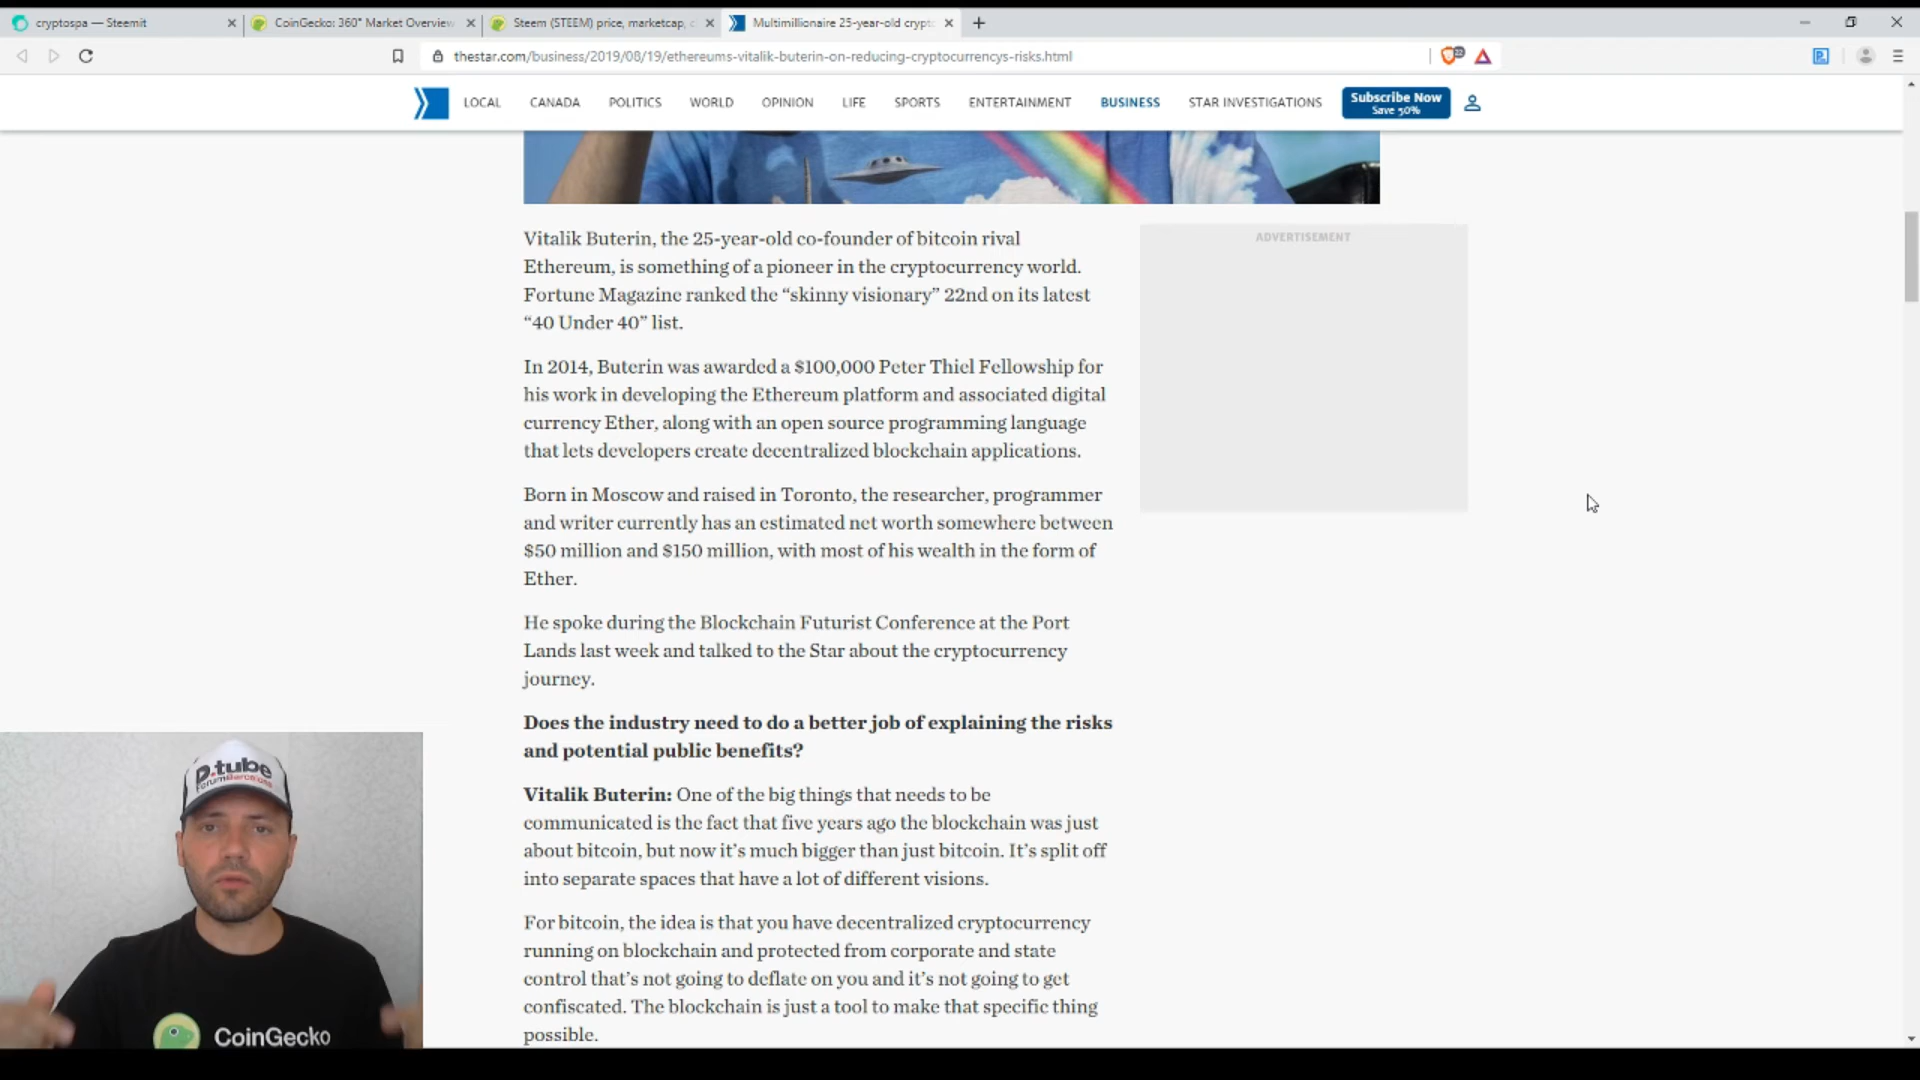 cryptospa — Steemit
CoinGecko: 360° Market Overview
Steem (STEEM) price, marketcap, c
Multimillionaire 25-year-old crypt
thestar.com/business/2019/08/19/ethereums-vitalik-buterin-on-reducing-cryptocurrencys-risks.html
LOCAL CANADA POLITICS WORLD OPINION LIFE SPORTS ENTERTAINMENT BUSINESS STAR INVESTIGATIONS
Subscribe Now
Save 50%
Vitalik Buterin, the 25-year-old co-founder of bitcoin rival
Ethereum, is something of a pioneer in the cryptocurrency world.
Fortune Magazine ranked the “skinny visionary” 22nd on its latest
“40 Under 40” list.
ADVERTISEMENT
In 2014, Buterin was awarded a $100,000 Peter Thiel Fellowship for
his work in developing the Ethereum platform and associated digital
currency Ether, along with an open source programming language
that lets developers create decentralized blockchain applications.
Born in Moscow and raised in Toronto, the researcher, programmer
and writer currently has an estimated net worth somewhere between
$50 million and $150 million, with most of his wealth in the form of
Ether.
He spoke during the Blockchain Futurist Conference at the Port
Lands last week and talked to the Star about the cryptocurrency
journey.
Does the industry need to do a better job of explaining the risks
and potential public benefits?
Vitalik Buterin: One of the big things that needs to be
communicated is the fact that five years ago the blockchain was just
about bitcoin, but now it’s much bigger than just bitcoin. It’s split off
into separate spaces that have a lot of different visions.
For bitcoin, the idea is that you have decentralized cryptocurrency
running on blockchain and protected from corporate and state
control that’s not going to deflate on you and it’s not going to get
confiscated. The blockchain is just a tool to make that specific thing
possible.
D.tube
ForumBarcelona
CoinGecko